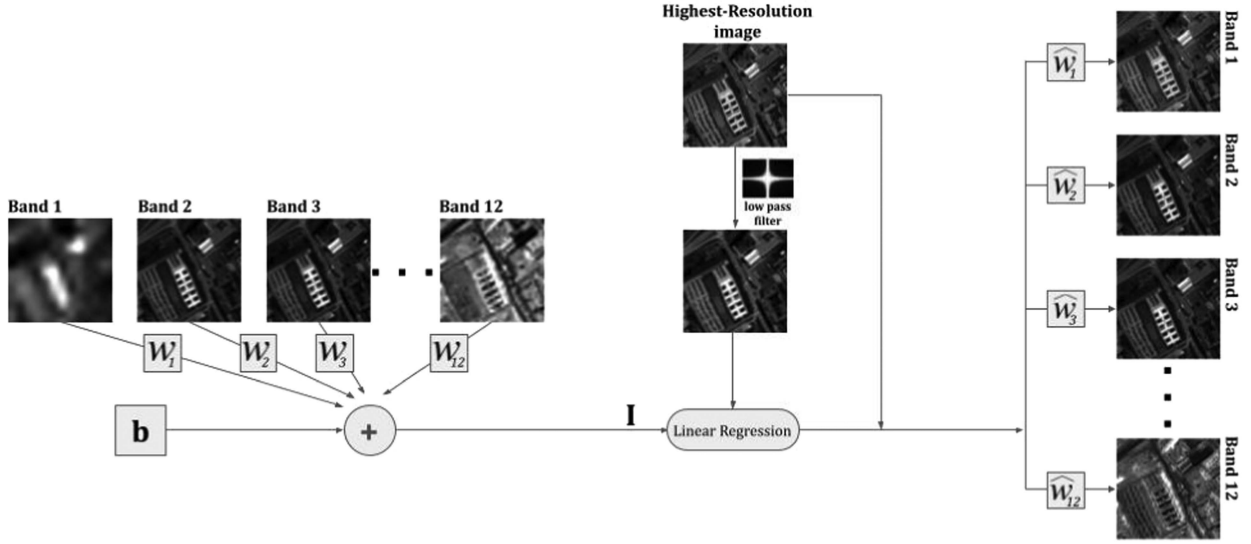 Highest-Resolution
image
low pass
filter
Band 1
Band 2
Band 3
Band 12
W1
W2
W3
W12
b
+
I
Linear Regression
Ŵ1
Band 1
Ŵ2
Band 2
Ŵ3
Band 3
Ŵ12
Band 12